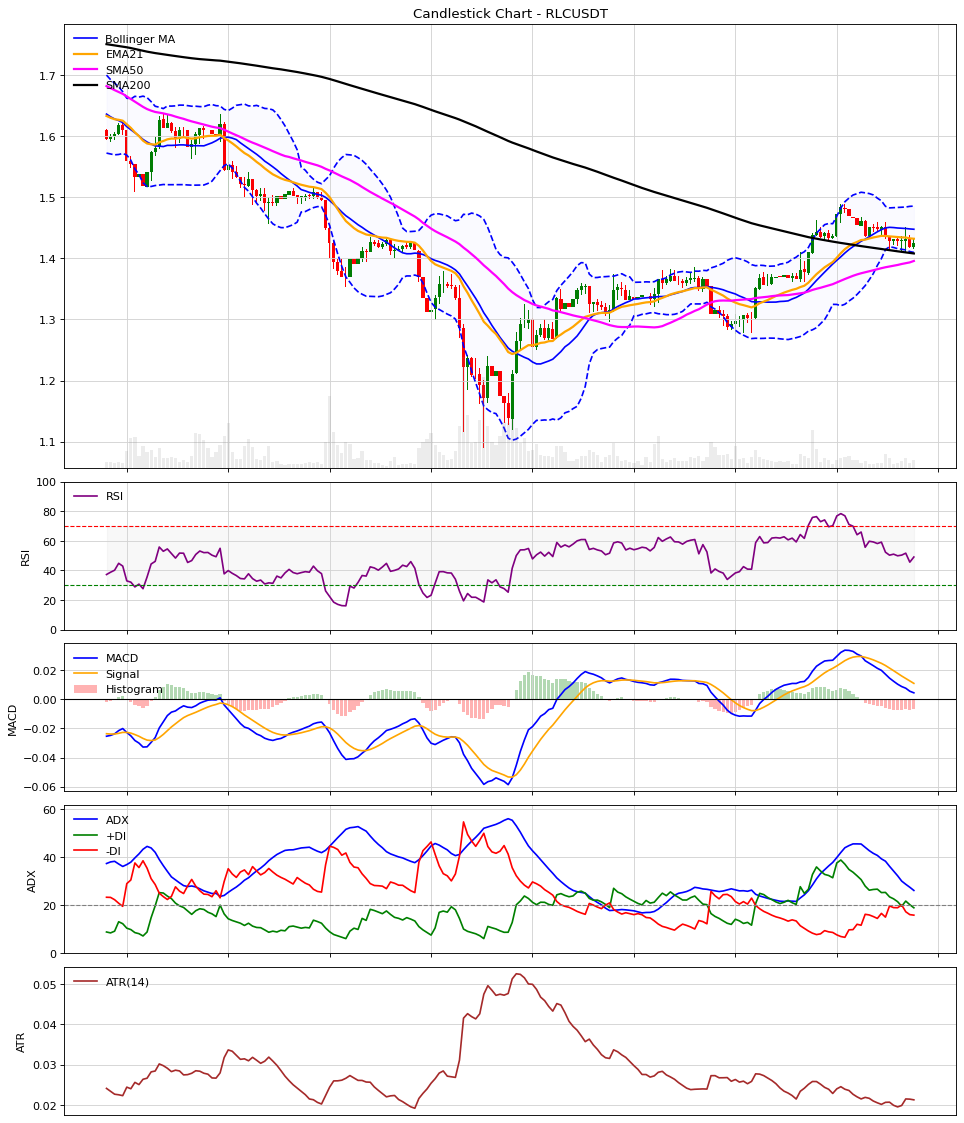 Candlestick Chart - RLCUSDT
Bollinger MA
EMA21
SMA50
SMA200
1.7
1.6
1.5
1.4
1.3
1.2
1.1
RSI
RSI
100
80
60
40
20
0
MACD
Signal
Histogram
MACD
0.02
0.00
−0.02
−0.04
−0.06
ADX
+DI
-DI
ADX
60
40
20
0
ATR(14)
ATR
0.05
0.04
0.03
0.02